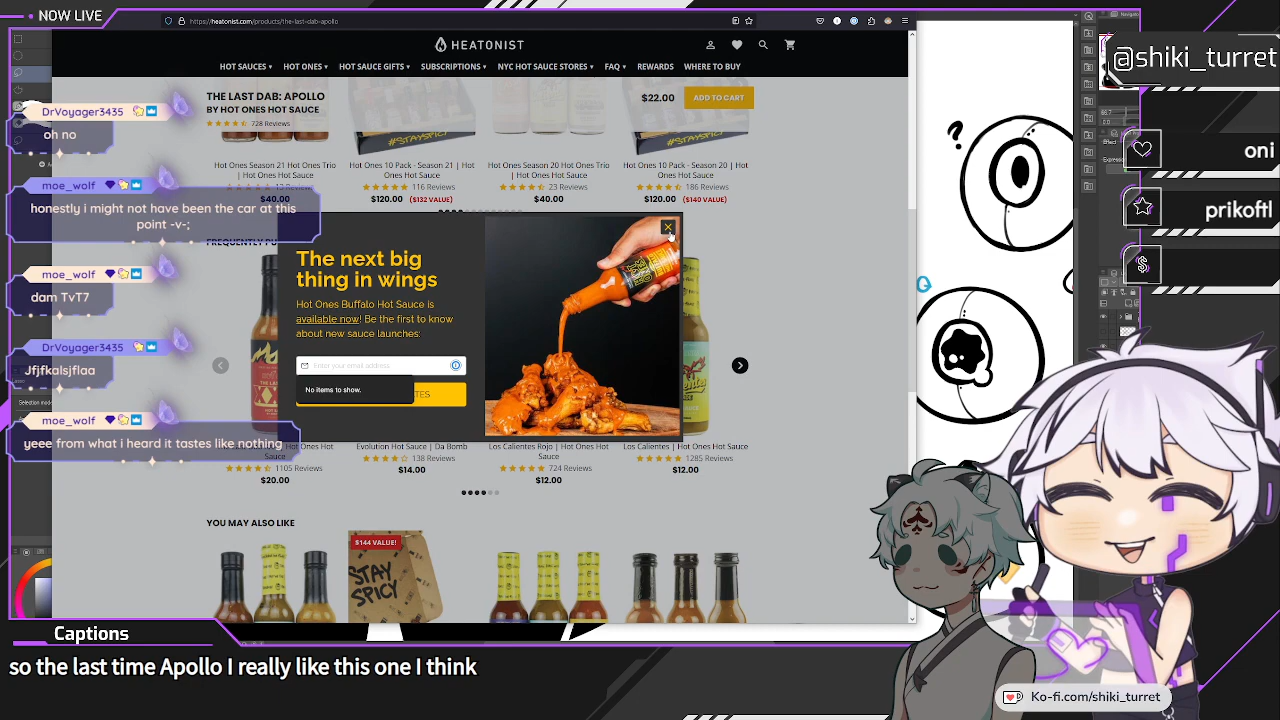 NOW LIVE
https://heatonist.com/products/the-last-dab-apollo
HEATONIST
HOT SAUCES
HOT ONES
HOT SAUCE GIFTS
SUBSCRIPTIONS
NYC HOT SAUCE STORES
FAQ
REWARDS
WHERE TO BUY
THE LAST DAB: APOLLO
BY HOT ONES HOT SAUCE
728 Reviews
$22.00
ADD TO CART
#STAYSPICY
#STAYSPICY
Hot Ones Season 21 Hot Ones Trio
| Hot Ones Hot Sauce
$40.00
Hot Ones 10 Pack - Season 21 | Hot
Ones Hot Sauce
116 Reviews
$120.00 ($132 VALUE)
Hot Ones Season 20 Hot Ones Trio
| Hot Ones Hot Sauce
23 Reviews
$40.00
Hot Ones 10 Pack - Season 20 | Hot
Ones Hot Sauce
186 Reviews
$120.00 ($140 VALUE)
The next big
thing in wings
Hot Ones Buffalo Hot Sauce is
available now! Be the first to know
about new sauce launches:
Enter your email address
No items to show.
Hot Ones Hot
Sauce
1105 Reviews
$20.00
Evolution Hot Sauce | Da Bomb
138 Reviews
$14.00
Los Calientes Rojo | Hot Ones Hot
Sauce
724 Reviews
$12.00
Los Calientes | Hot Ones Hot Sauce
1285 Reviews
$12.00
YOU MAY ALSO LIKE
$144 VALUE!
STAY
SPICY
DrVoyager3435
oh no
moe_wolf
honestly i might not have been the car at this
point -v-;
moe_wolf
dam TvT7
DrVoyager3435
Jfjfkalsjflaa
moe_wolf
yeee from what i heard it tastes like nothing
@shiki_turret
oni
prikoftl
$
?
Captions
so the last time Apollo I really like this one I think
Ko-fi.com/shiki_turret